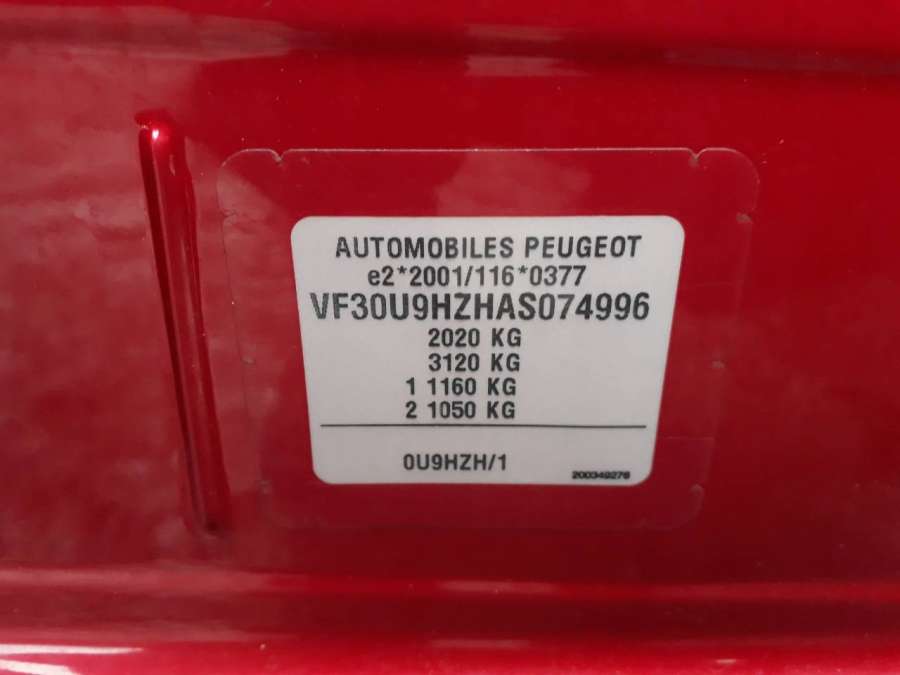 AUTOMOBILES PEUGEOT
e2*2001/116*0377
VF30U9HZHAS074996
2020 KG
3120 KG
1 1160 KG
2 1050 KG
0U9HZH/1
200349276